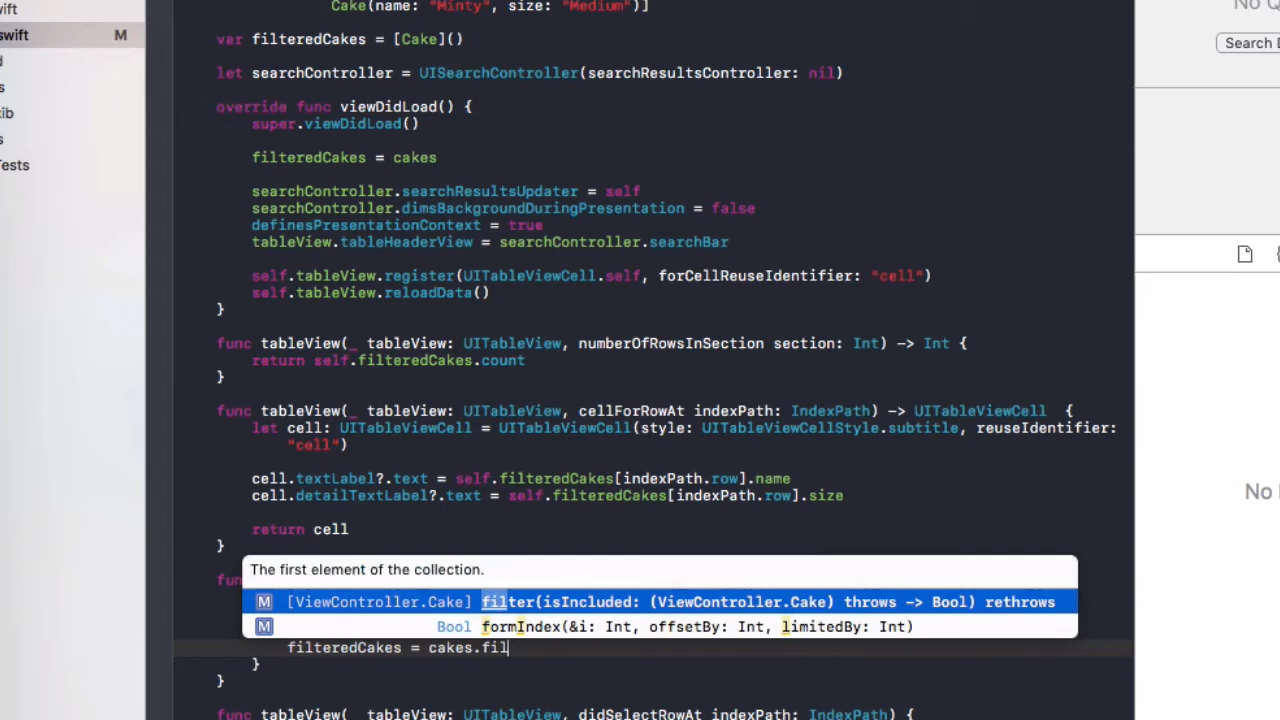 ift
Cake(name: "Minty", size: "Medium")]
No Q
swift M
var filteredCakes = [Cake]()
Search D
let searchController = UISearchController(searchResultsController: nil)
s
override func viewDidLoad() {
ib
super.viewDidLoad()
s
filteredCakes = cakes
Tests
searchController.searchResultsUpdater = self
searchController.dimsBackgroundDuringPresentation = false
definesPresentationContext = true
tableView.tableHeaderView = searchController.searchBar
self.tableView.register(UITableViewCell.self, forCellReuseIdentifier: "cell")
self.tableView.reloadData()
}
func tableView(_ tableView: UITableView, numberOfRowsInSection section: Int) -> Int {
return self.filteredCakes.count
}
func tableView(_ tableView: UITableView, cellForRowAt indexPath: IndexPath) -> UITableViewCell {
let cell: UITableViewCell = UITableViewCell(style: UITableViewCellStyle.subtitle, reuseIdentifier:
"cell")
cell.textLabel?.text = self.filteredCakes[indexPath.row].name
cell.detailTextLabel?.text = self.filteredCakes[indexPath.row].size
No
return cell
}
The first element of the collection.
fun
M [ViewController.Cake] filter(isIncluded: (ViewController.Cake) throws -> Bool) rethrows
M Bool formIndex(&i: Int, offsetBy: Int, limitedBy: Int)
filteredCakes = cakes.fil
}
}
func tableView(_ tableView: UITableView, didSelectRowAt indexPath: IndexPath) {